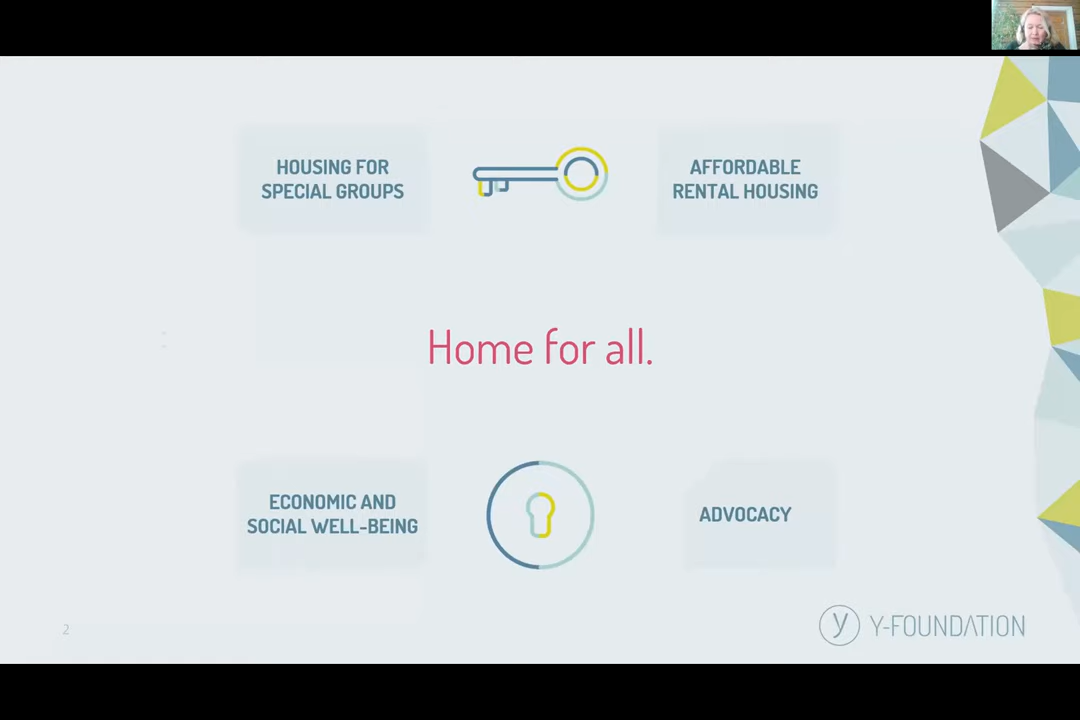 HOUSING FOR
SPECIAL GROUPS
AFFORDABLE
RENTAL HOUSING
Home for all.
ECONOMIC AND
SOCIAL WELL-BEING
ADVOCACY
2
y Y-FOUNDATION